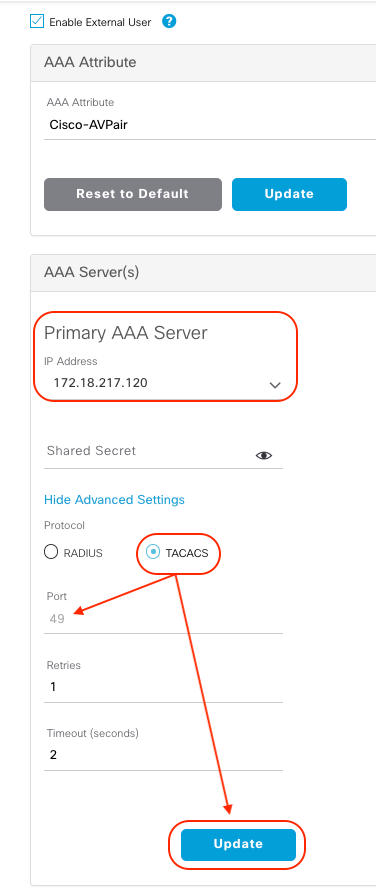 Enable External User ?
AAA Attribute
AAA Attribute
Cisco-AVPair
Reset to Default Update
AAA Server(s)
Primary AAA Server
IP Address
172.18.217.120
Shared Secret
Hide Advanced Settings
Protocol
RADIUS TACACS
Port
49
Retries
1
Timeout (seconds)
2
Update